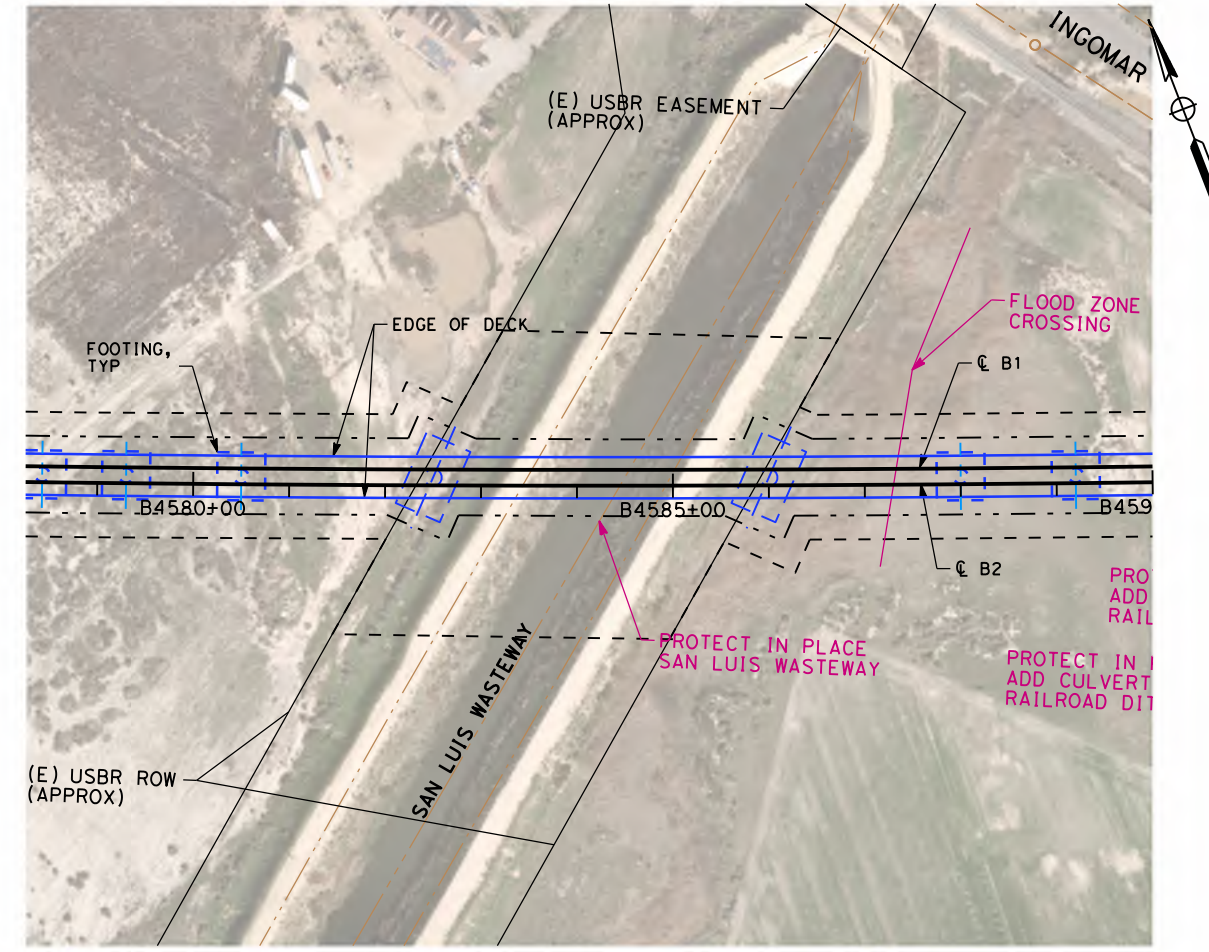 INGOMAR
(E) USBR EASEMENT
(APPROX)
FLOOD ZONE
CROSSING
EDGE OF DECK
FOOTING,
TYP
℄ B1
B4580+00
B4585+00
B459
℄ B2
PROTECT IN PLACE
SAN LUIS WASTEWAY
PRO
ADD
RAIL
PROTECT IN
ADD CULVERT
RAILROAD DIT
SAN LUIS WASTEWAY
(E) USBR ROW
(APPROX)